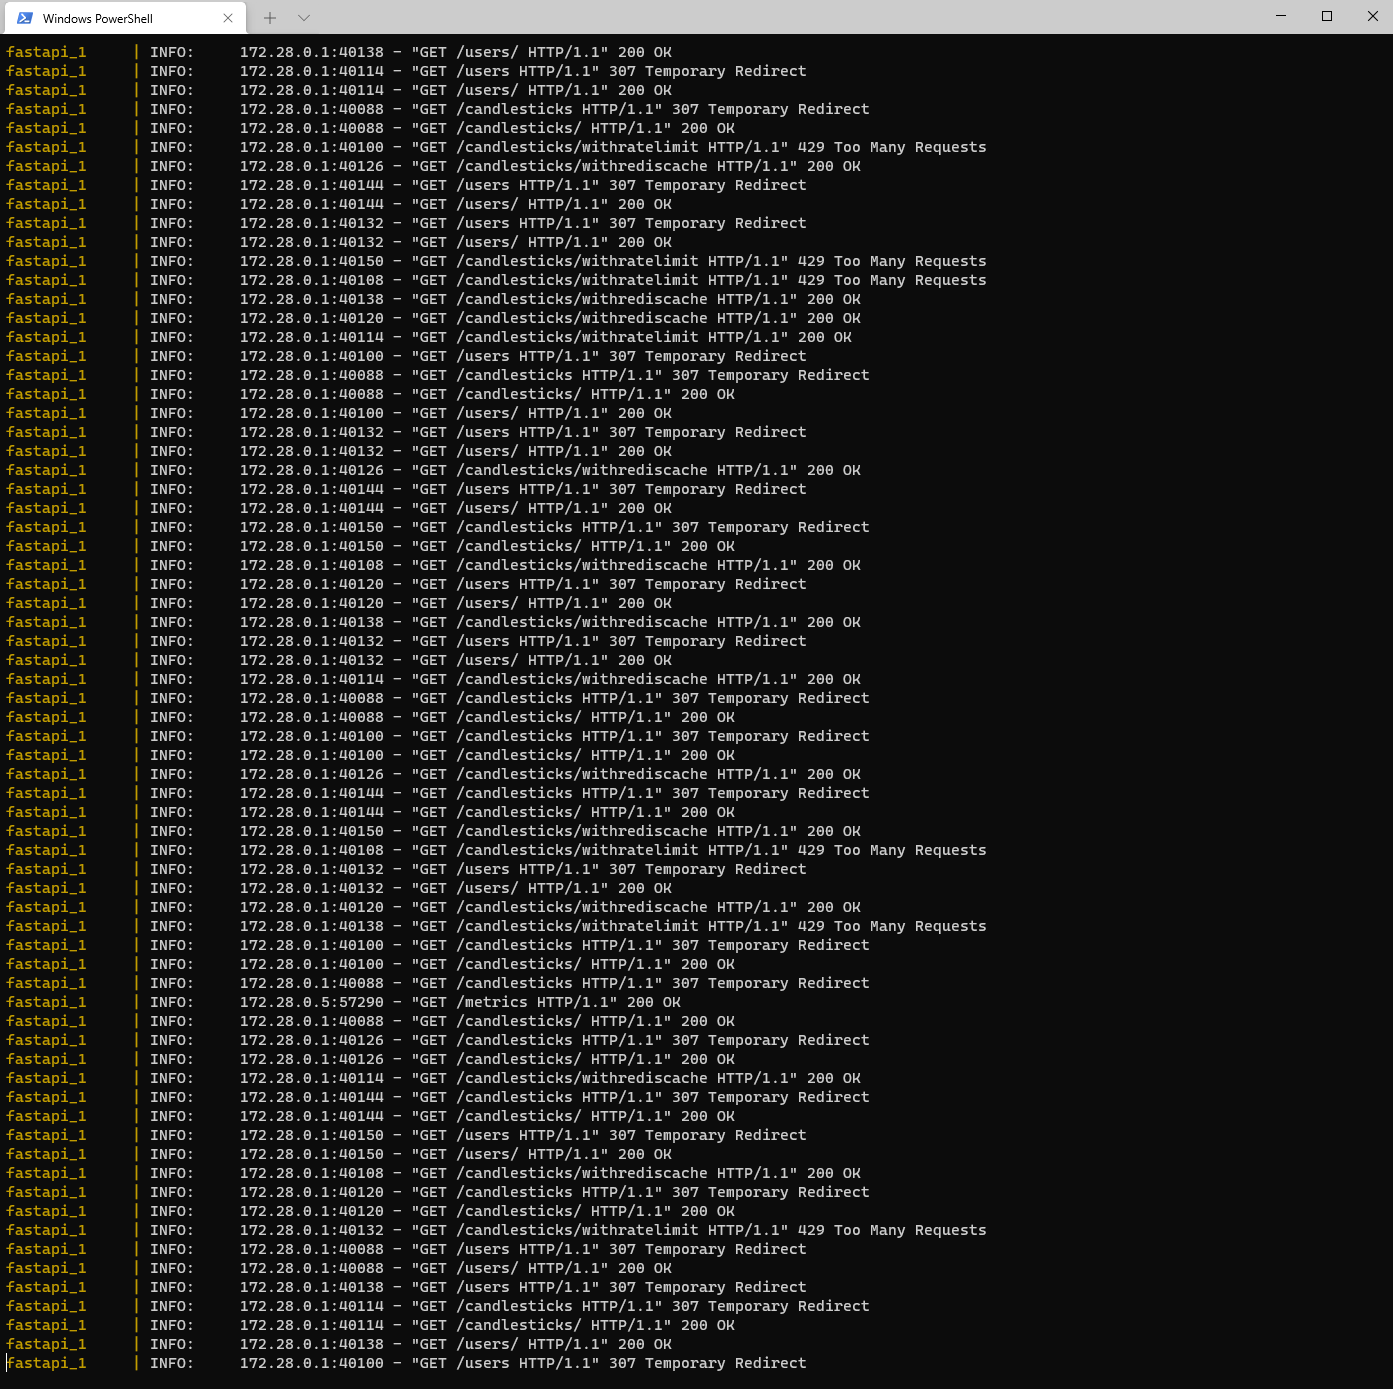 Windows PowerShell
fastapi_1 | INFO: 172.28.0.1:40138 - "GET /users/ HTTP/1.1" 200 OK
fastapi_1 | INFO: 172.28.0.1:40114 - "GET /users HTTP/1.1" 307 Temporary Redirect
fastapi_1 | INFO: 172.28.0.1:40114 - "GET /users/ HTTP/1.1" 200 OK
fastapi_1 | INFO: 172.28.0.1:40088 - "GET /candlesticks HTTP/1.1" 307 Temporary Redirect
fastapi_1 | INFO: 172.28.0.1:40088 - "GET /candlesticks/ HTTP/1.1" 200 OK
fastapi_1 | INFO: 172.28.0.1:40100 - "GET /candlesticks/withratelimit HTTP/1.1" 429 Too Many Requests
fastapi_1 | INFO: 172.28.0.1:40126 - "GET /candlesticks/withrediscache HTTP/1.1" 200 OK
fastapi_1 | INFO: 172.28.0.1:40144 - "GET /users HTTP/1.1" 307 Temporary Redirect
fastapi_1 | INFO: 172.28.0.1:40144 - "GET /users/ HTTP/1.1" 200 OK
fastapi_1 | INFO: 172.28.0.1:40132 - "GET /users HTTP/1.1" 307 Temporary Redirect
fastapi_1 | INFO: 172.28.0.1:40132 - "GET /users/ HTTP/1.1" 200 OK
fastapi_1 | INFO: 172.28.0.1:40150 - "GET /candlesticks/withratelimit HTTP/1.1" 429 Too Many Requests
fastapi_1 | INFO: 172.28.0.1:40108 - "GET /candlesticks/withratelimit HTTP/1.1" 429 Too Many Requests
fastapi_1 | INFO: 172.28.0.1:40138 - "GET /candlesticks/withrediscache HTTP/1.1" 200 OK
fastapi_1 | INFO: 172.28.0.1:40120 - "GET /candlesticks/withrediscache HTTP/1.1" 200 OK
fastapi_1 | INFO: 172.28.0.1:40114 - "GET /candlesticks/withratelimit HTTP/1.1" 200 OK
fastapi_1 | INFO: 172.28.0.1:40100 - "GET /users HTTP/1.1" 307 Temporary Redirect
fastapi_1 | INFO: 172.28.0.1:40088 - "GET /candlesticks HTTP/1.1" 307 Temporary Redirect
fastapi_1 | INFO: 172.28.0.1:40088 - "GET /candlesticks/ HTTP/1.1" 200 OK
fastapi_1 | INFO: 172.28.0.1:40100 - "GET /users/ HTTP/1.1" 200 OK
fastapi_1 | INFO: 172.28.0.1:40132 - "GET /users HTTP/1.1" 307 Temporary Redirect
fastapi_1 | INFO: 172.28.0.1:40132 - "GET /users/ HTTP/1.1" 200 OK
fastapi_1 | INFO: 172.28.0.1:40126 - "GET /candlesticks/withrediscache HTTP/1.1" 200 OK
fastapi_1 | INFO: 172.28.0.1:40144 - "GET /users HTTP/1.1" 307 Temporary Redirect
fastapi_1 | INFO: 172.28.0.1:40144 - "GET /users/ HTTP/1.1" 200 OK
fastapi_1 | INFO: 172.28.0.1:40150 - "GET /candlesticks HTTP/1.1" 307 Temporary Redirect
fastapi_1 | INFO: 172.28.0.1:40150 - "GET /candlesticks/ HTTP/1.1" 200 OK
fastapi_1 | INFO: 172.28.0.1:40108 - "GET /candlesticks/withrediscache HTTP/1.1" 200 OK
fastapi_1 | INFO: 172.28.0.1:40120 - "GET /users HTTP/1.1" 307 Temporary Redirect
fastapi_1 | INFO: 172.28.0.1:40120 - "GET /users/ HTTP/1.1" 200 OK
fastapi_1 | INFO: 172.28.0.1:40138 - "GET /candlesticks/withrediscache HTTP/1.1" 200 OK
fastapi_1 | INFO: 172.28.0.1:40132 - "GET /users HTTP/1.1" 307 Temporary Redirect
fastapi_1 | INFO: 172.28.0.1:40132 - "GET /users/ HTTP/1.1" 200 OK
fastapi_1 | INFO: 172.28.0.1:40114 - "GET /candlesticks/withrediscache HTTP/1.1" 200 OK
fastapi_1 | INFO: 172.28.0.1:40088 - "GET /candlesticks HTTP/1.1" 307 Temporary Redirect
fastapi_1 | INFO: 172.28.0.1:40088 - "GET /candlesticks/ HTTP/1.1" 200 OK
fastapi_1 | INFO: 172.28.0.1:40100 - "GET /candlesticks HTTP/1.1" 307 Temporary Redirect
fastapi_1 | INFO: 172.28.0.1:40100 - "GET /candlesticks/ HTTP/1.1" 200 OK
fastapi_1 | INFO: 172.28.0.1:40126 - "GET /candlesticks/withrediscache HTTP/1.1" 200 OK
fastapi_1 | INFO: 172.28.0.1:40144 - "GET /candlesticks HTTP/1.1" 307 Temporary Redirect
fastapi_1 | INFO: 172.28.0.1:40144 - "GET /candlesticks/ HTTP/1.1" 200 OK
fastapi_1 | INFO: 172.28.0.1:40150 - "GET /candlesticks/withrediscache HTTP/1.1" 200 OK
fastapi_1 | INFO: 172.28.0.1:40108 - "GET /candlesticks/withratelimit HTTP/1.1" 429 Too Many Requests
fastapi_1 | INFO: 172.28.0.1:40132 - "GET /users HTTP/1.1" 307 Temporary Redirect
fastapi_1 | INFO: 172.28.0.1:40132 - "GET /users/ HTTP/1.1" 200 OK
fastapi_1 | INFO: 172.28.0.1:40120 - "GET /candlesticks/withrediscache HTTP/1.1" 200 OK
fastapi_1 | INFO: 172.28.0.1:40138 - "GET /candlesticks/withratelimit HTTP/1.1" 429 Too Many Requests
fastapi_1 | INFO: 172.28.0.1:40100 - "GET /candlesticks HTTP/1.1" 307 Temporary Redirect
fastapi_1 | INFO: 172.28.0.1:40100 - "GET /candlesticks/ HTTP/1.1" 200 OK
fastapi_1 | INFO: 172.28.0.1:40088 - "GET /candlesticks HTTP/1.1" 307 Temporary Redirect
fastapi_1 | INFO: 172.28.0.5:57290 - "GET /metrics HTTP/1.1" 200 OK
fastapi_1 | INFO: 172.28.0.1:40088 - "GET /candlesticks/ HTTP/1.1" 200 OK
fastapi_1 | INFO: 172.28.0.1:40126 - "GET /candlesticks HTTP/1.1" 307 Temporary Redirect
fastapi_1 | INFO: 172.28.0.1:40126 - "GET /candlesticks/ HTTP/1.1" 200 OK
fastapi_1 | INFO: 172.28.0.1:40114 - "GET /candlesticks/withrediscache HTTP/1.1" 200 OK
fastapi_1 | INFO: 172.28.0.1:40144 - "GET /candlesticks HTTP/1.1" 307 Temporary Redirect
fastapi_1 | INFO: 172.28.0.1:40144 - "GET /candlesticks/ HTTP/1.1" 200 OK
fastapi_1 | INFO: 172.28.0.1:40150 - "GET /users HTTP/1.1" 307 Temporary Redirect
fastapi_1 | INFO: 172.28.0.1:40150 - "GET /users/ HTTP/1.1" 200 OK
fastapi_1 | INFO: 172.28.0.1:40108 - "GET /candlesticks/withrediscache HTTP/1.1" 200 OK
fastapi_1 | INFO: 172.28.0.1:40120 - "GET /candlesticks HTTP/1.1" 307 Temporary Redirect
fastapi_1 | INFO: 172.28.0.1:40120 - "GET /candlesticks/ HTTP/1.1" 200 OK
fastapi_1 | INFO: 172.28.0.1:40132 - "GET /candlesticks/withratelimit HTTP/1.1" 429 Too Many Requests
fastapi_1 | INFO: 172.28.0.1:40088 - "GET /users HTTP/1.1" 307 Temporary Redirect
fastapi_1 | INFO: 172.28.0.1:40088 - "GET /users/ HTTP/1.1" 200 OK
fastapi_1 | INFO: 172.28.0.1:40138 - "GET /users HTTP/1.1" 307 Temporary Redirect
fastapi_1 | INFO: 172.28.0.1:40114 - "GET /candlesticks HTTP/1.1" 307 Temporary Redirect
fastapi_1 | INFO: 172.28.0.1:40114 - "GET /candlesticks/ HTTP/1.1" 200 OK
fastapi_1 | INFO: 172.28.0.1:40138 - "GET /users/ HTTP/1.1" 200 OK
fastapi_1 | INFO: 172.28.0.1:40100 - "GET /users HTTP/1.1" 307 Temporary Redirect